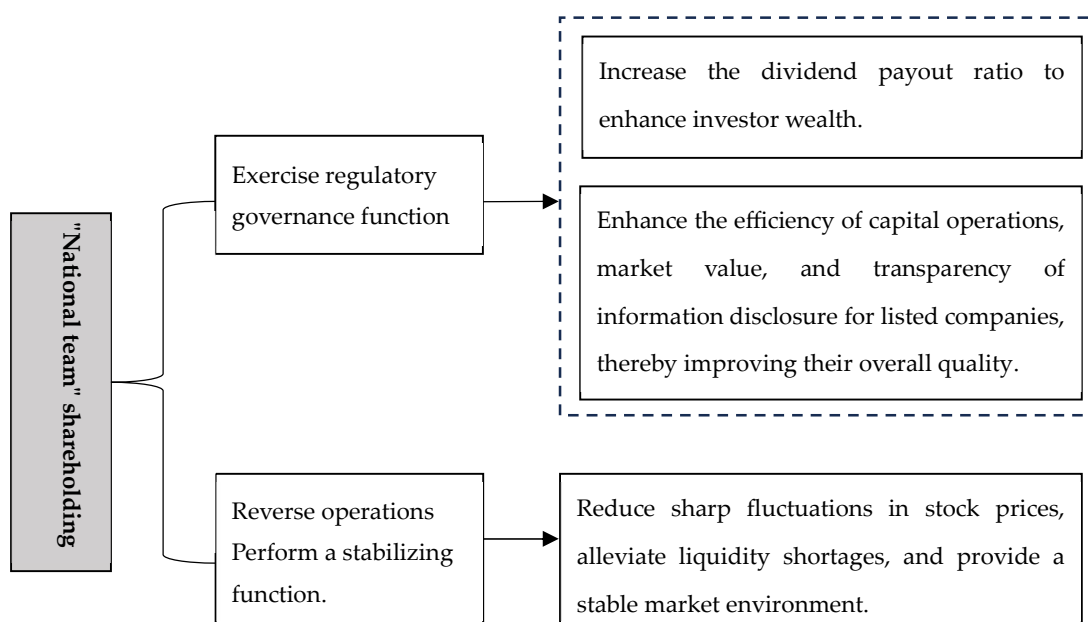 "National team" shareholding
Exercise regulatory
governance function
Increase the dividend payout ratio to
enhance investor wealth.
Enhance the efficiency of capital operations,
market value, and transparency of
information disclosure for listed companies,
thereby improving their overall quality.
Reverse operations
Perform a stabilizing
function.
Reduce sharp fluctuations in stock prices,
alleviate liquidity shortages, and provide a
stable market environment.